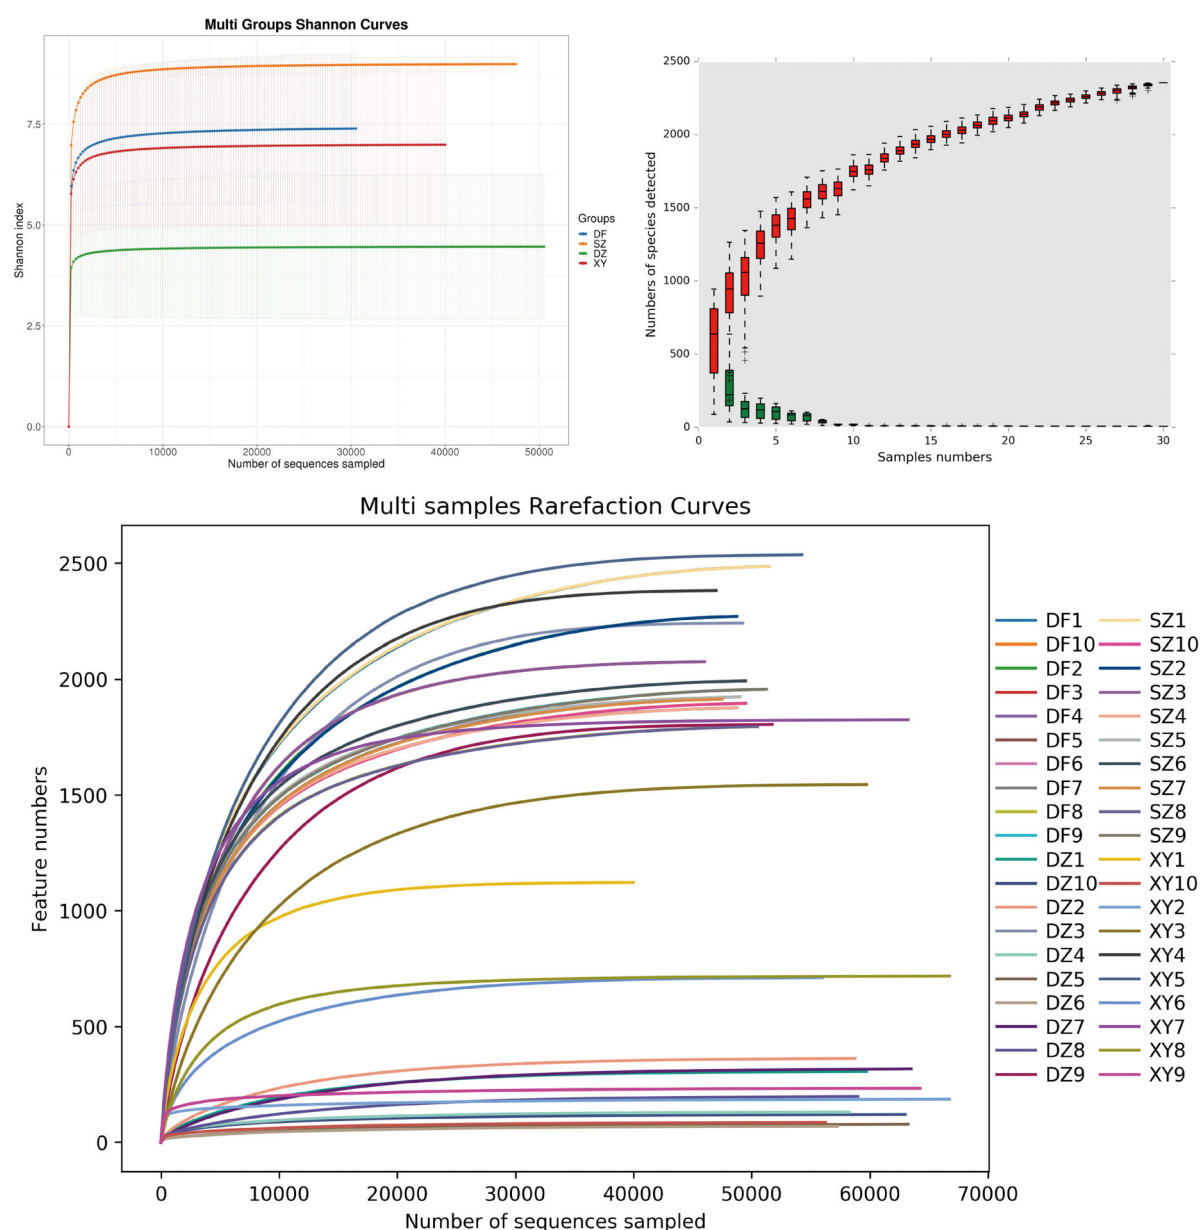 Multi Groups Shannon Curves
Shannon index
7.5
5.0
2.5
0.0
0
10000
20000
30000
40000
50000
Number of sequences sampled
Groups
DF
SZ
DZ
XY
Numbers of species detected
2500
2000
1500
1000
500
0
0
5
10
15
20
25
30
Samples numbers
Multi samples Rarefaction Curves
Feature numbers
2500
2000
1500
1000
500
0
0
10000
20000
30000
40000
50000
60000
70000
Number of sequences sampled
DF1
DF10
DF2
DF3
DF4
DF5
DF6
DF7
DF8
DF9
DZ1
DZ10
DZ2
DZ3
DZ4
DZ5
DZ6
DZ7
DZ8
DZ9
SZ1
SZ10
SZ2
SZ3
SZ4
SZ5
SZ6
SZ7
SZ8
SZ9
XY1
XY10
XY2
XY3
XY4
XY5
XY6
XY7
XY8
XY9